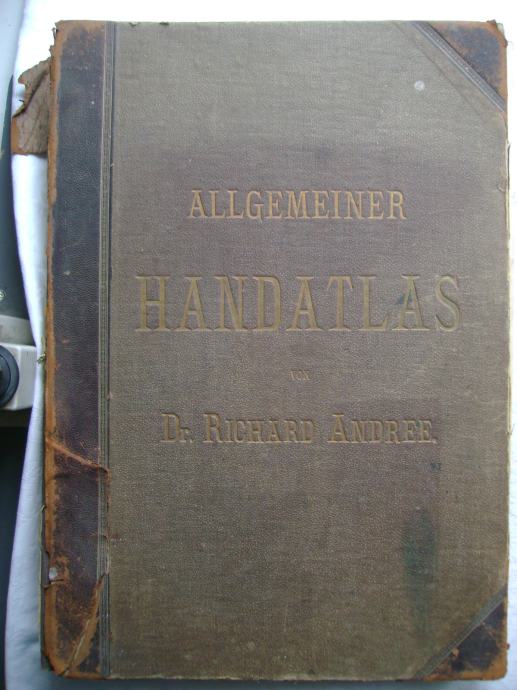 ALLGEMEINER
HANDATLAS
VON
DR. RICHARD ANDREE.